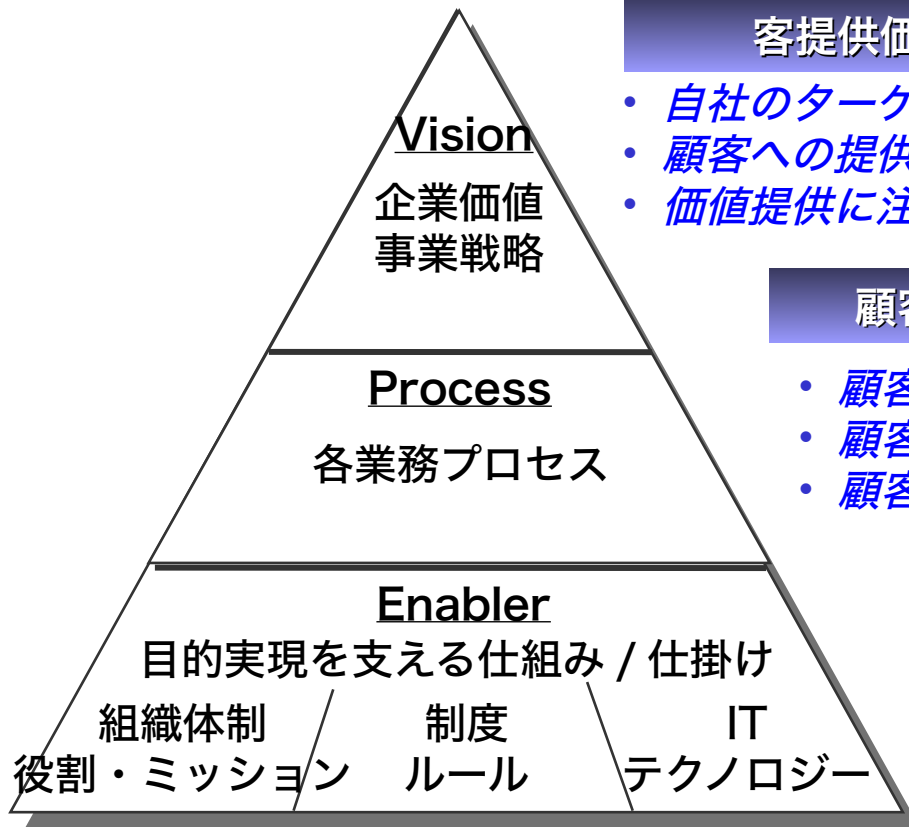 Vision
企業価値
事業戦略
Process
各業務プロセス
Enabler
目的実現を支える仕組み / 仕掛け
組織体制
役割・ミッション
制度
ルール
IT
テクノロジー
客提供価
• 自社のターゲ
• 顧客への提供
• 価値提供に注
顧客
• 顧客
• 顧客
• 顧客